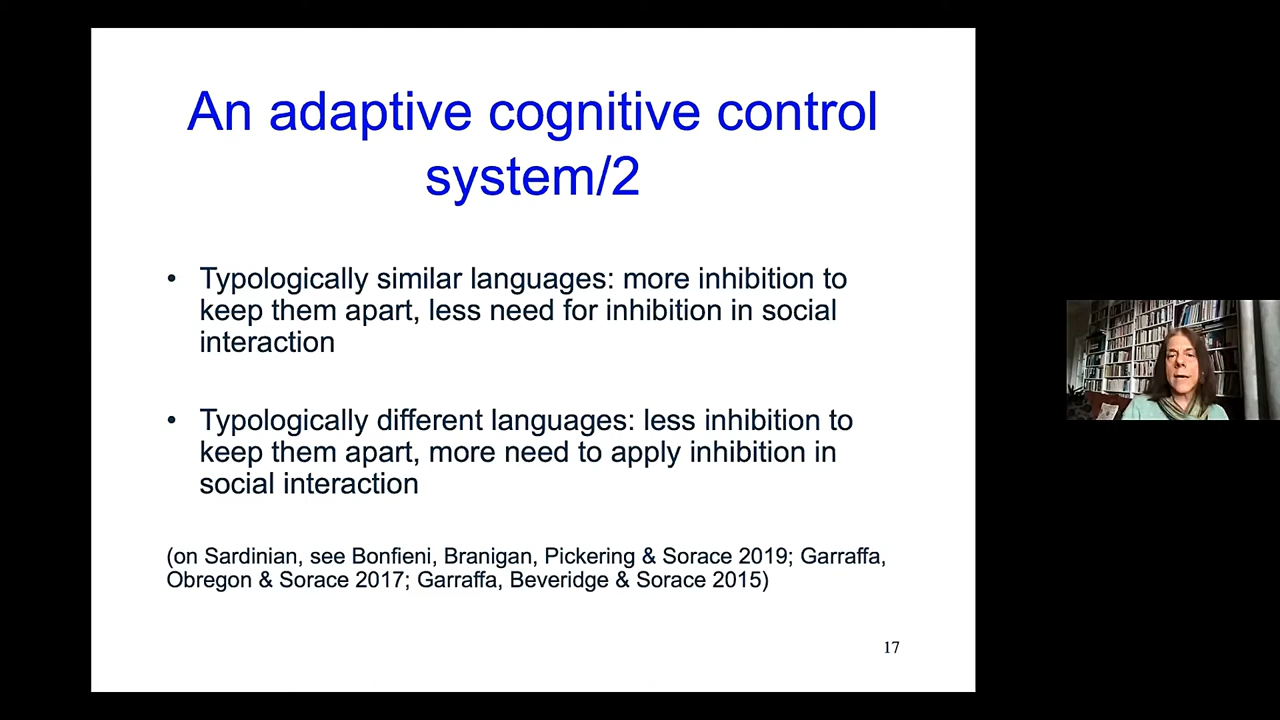 An adaptive cognitive control
system/2
• Typologically similar languages: more inhibition to
keep them apart, less need for inhibition in social
interaction
• Typologically different languages: less inhibition to
keep them apart, more need to apply inhibition in
social interaction
(on Sardinian, see Bonfieni, Branigan, Pickering & Sorace 2019; Garraffa,
Obregon & Sorace 2017; Garraffa, Beveridge & Sorace 2015)
17